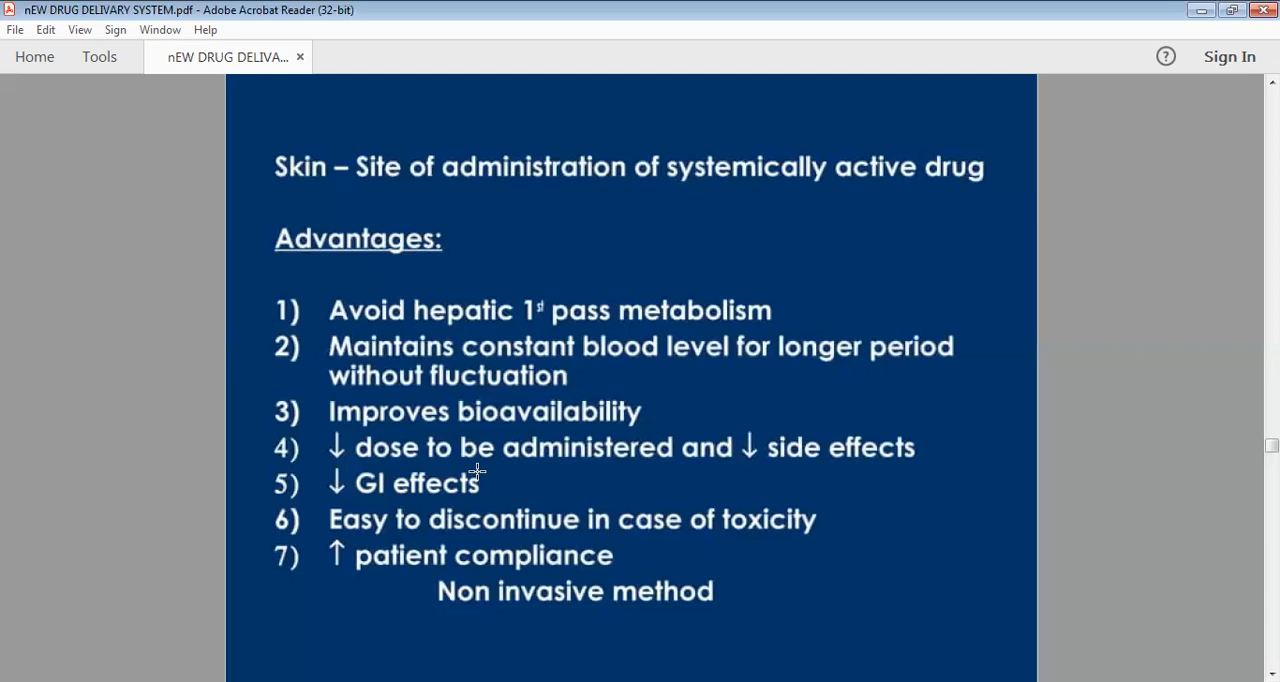 nEW DRUG DELIVARY SYSTEM.pdf - Adobe Acrobat Reader (32-bit)
File Edit View Sign Window Help
Home Tools nEW DRUG DELIVA... × ? Sign In
Skin – Site of administration of systemically active drug
Advantages:
1) Avoid hepatic 1st pass metabolism
2) Maintains constant blood level for longer period
without fluctuation
3) Improves bioavailability
4) ↓ dose to be administered and ↓ side effects
5) ↓ GI effects
6) Easy to discontinue in case of toxicity
7) ↑ patient compliance
Non invasive method